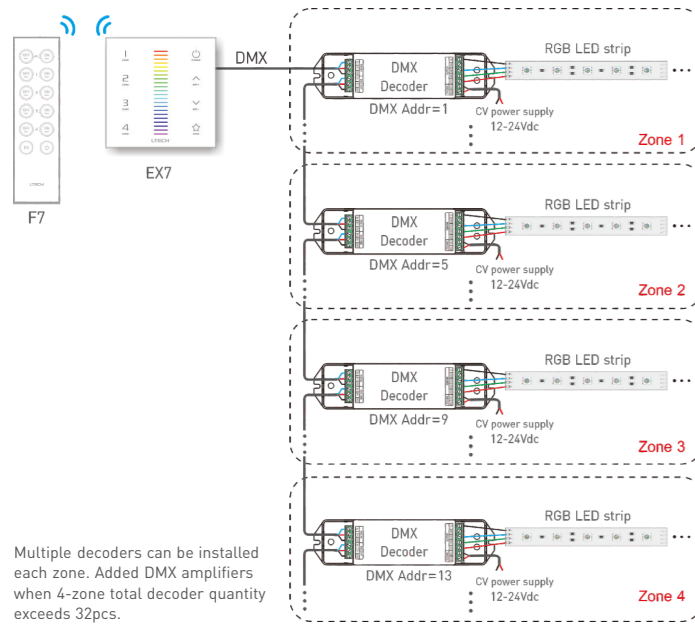 RGB LED strip
DMX
DMX
Decoder
DMX Addr=1
CV power supply
12-24Vdc
Zone 1
1
2
3
4
LTECH
EX7
LTECH
F7
RGB LED strip
DMX
Decoder
DMX Addr=5
CV power supply
12-24Vdc
Zone 2
RGB LED strip
DMX
Decoder
DMX Addr=9
CV power supply
12-24Vdc
Zone 3
RGB LED strip
DMX
Decoder
DMX Addr=13
CV power supply
12-24Vdc
Zone 4
Multiple decoders can be installed
each zone. Added DMX amplifiers
when 4-zone total decoder quantity
exceeds 32pcs.